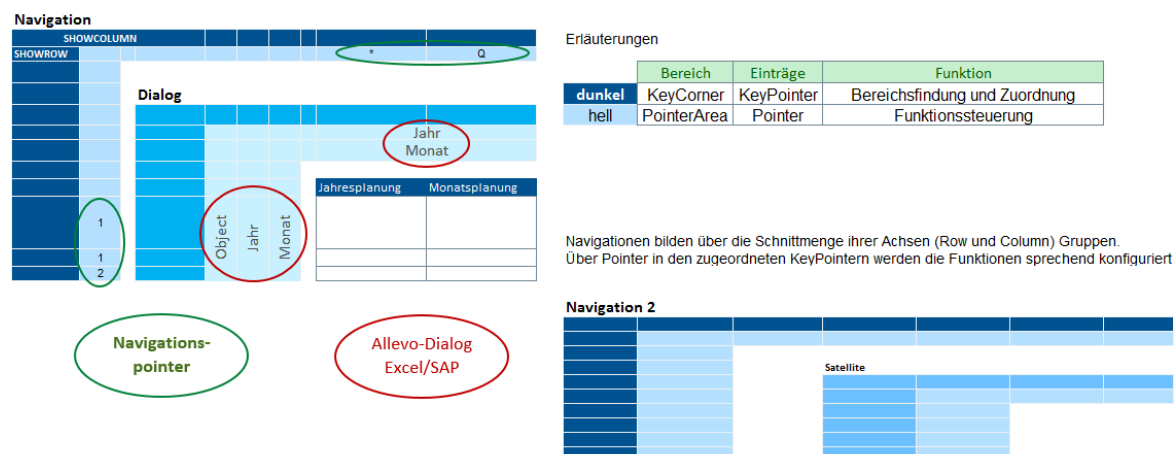 Navigation
SHOWCOLUMN
SHOWROW
*
Q
Dialog
Jahr
Monat
Jahresplanung
Monatsplanung
1
Object
Jahr
Monat
1
2
Navigations-
pointer
Allevo-Dialog
Excel/SAP
Erläuterungen
Bereich Einträge Funktion
dunkel KeyCorner KeyPointer Bereichsfindung und Zuordnung
hell PointerArea Pointer Funktionssteuerung
Navigationen bilden über die Schnittmenge ihrer Achsen (Row und Column) Gruppen.
Über Pointer in den zugeordneten KeyPointern werden die Funktionen sprechend konfiguriert
Navigation 2
Satellite